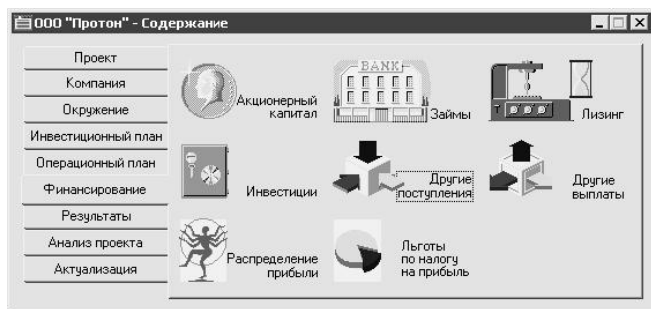 ООО "Протон" - Содержание
Проект
Компания
Окружение
Инвестиционный план
Операционный план
Финансирование
Результаты
Анализ проекта
Актуализация
Акционерный
капитал
BANK
Займы
Лизинг
Инвестиции
Другие
поступления
Другие
выплаты
Распределение
прибыли
Льготы
по налогу
на прибыль